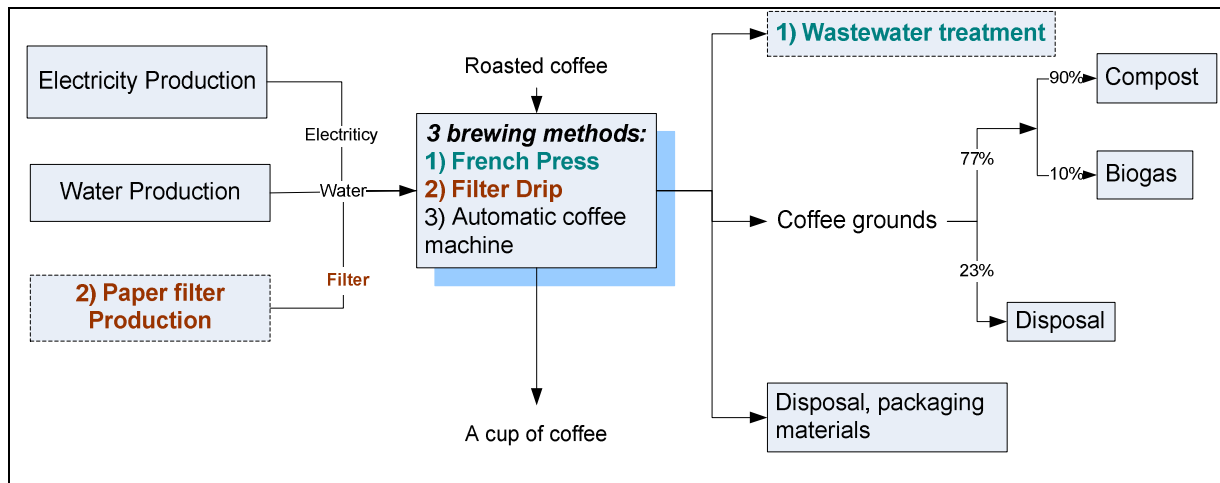 Electricity Production
Water Production
2) Paper filter
Production
Electriticy
Water
Filter
Roasted coffee
3 brewing methods:
1) French Press
2) Filter Drip
3) Automatic coffee
machine
A cup of coffee
1) Wastewater treatment
Coffee grounds
77%
23%
90%
Compost
10%
Biogas
Disposal
Disposal, packaging
materials